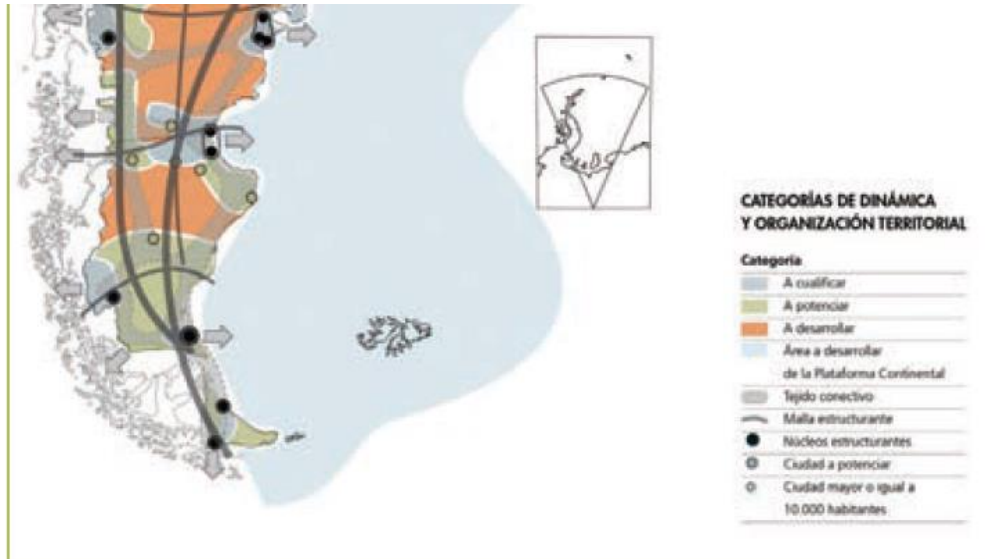 CATEGORÍAS DE DINÁMICA
Y ORGANIZACIÓN TERRITORIAL
Categoría
A cualificar
A potenciar
A desarrollar
Área a desarrollar
de la Plataforma Continental
Tejido conectivo
Malla estructurante
Núcleos estructurantes
Ciudad a potenciar
Ciudad mayor o igual a
10.000 habitantes